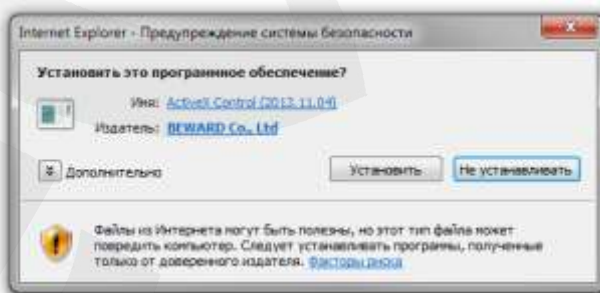 Internet Explorer - Предупреждение системы безопасности
Установить это программное обеспечение?
Имя: ActiveX Control (2013.11.04)
Издатель: BEWARD Co., Ltd
Дополнительно
Установить
Не устанавливать
Файлы из Интернета могут быть полезны, но этот тип файла может
повредить компьютер. Следует устанавливать программы, полученные
только от доверенного издателя. Факторы риска